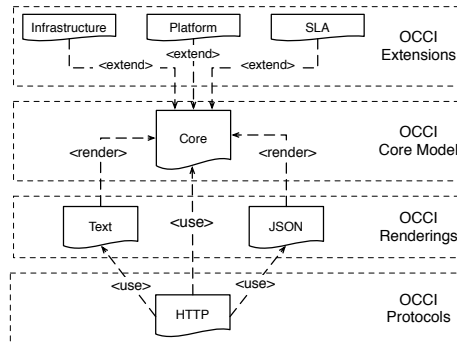 Infrastructure
Platform
SLA
OCCI
Extensions
<extend>
<extend>
<extend>
Core
OCCI
Core Model
<render>
<render>
<use>
Text
JSON
OCCI
Renderings
<use>
<use>
HTTP
OCCI
Protocols